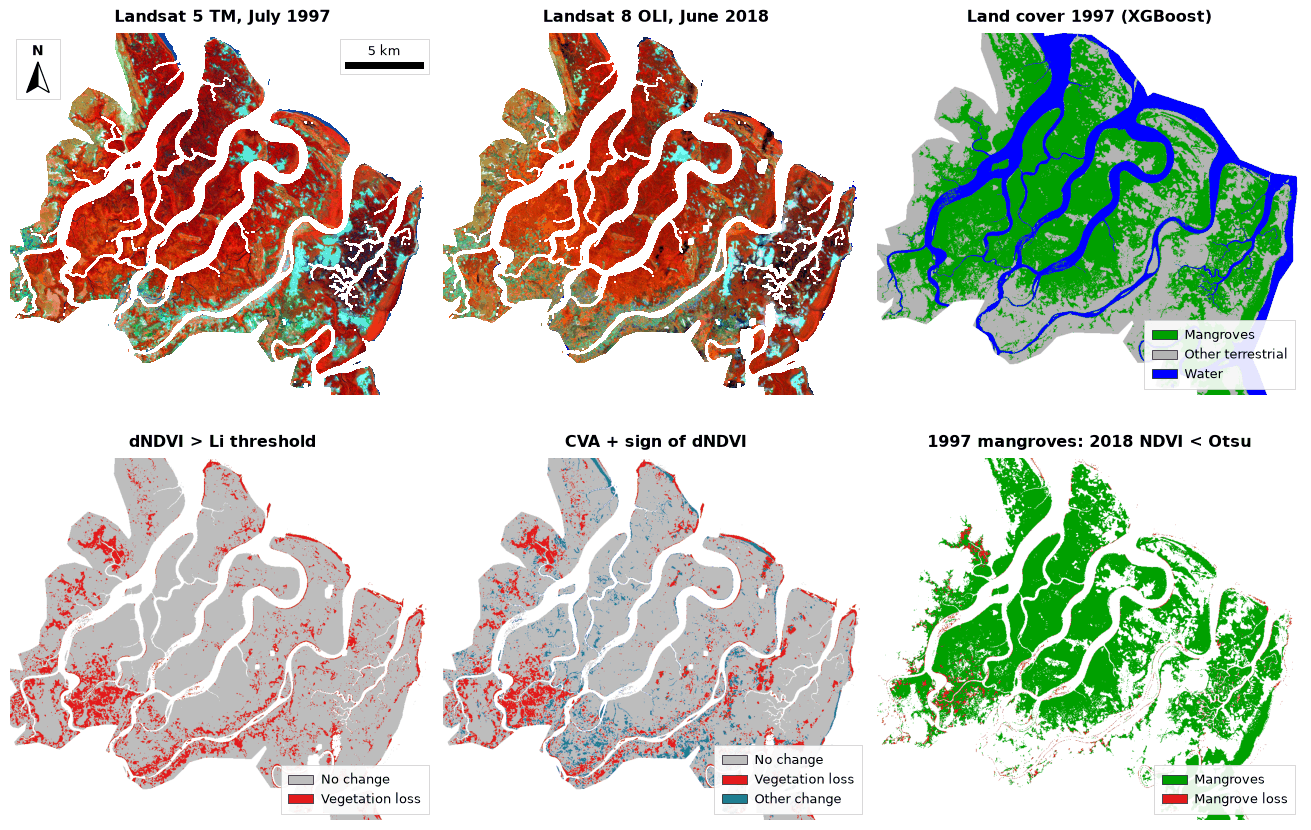 Landsat 5 TM, July 1997
Landsat 8 OLI, June 2018
Land cover 1997 (XGBoost)
N
5 km
Mangroves
Other terrestrial
Water
dNDVI > Li threshold
CVA + sign of dNDVI
1997 mangroves: 2018 NDVI < Otsu
No change
Vegetation loss
No change
Vegetation loss
Other change
Mangroves
Mangrove loss